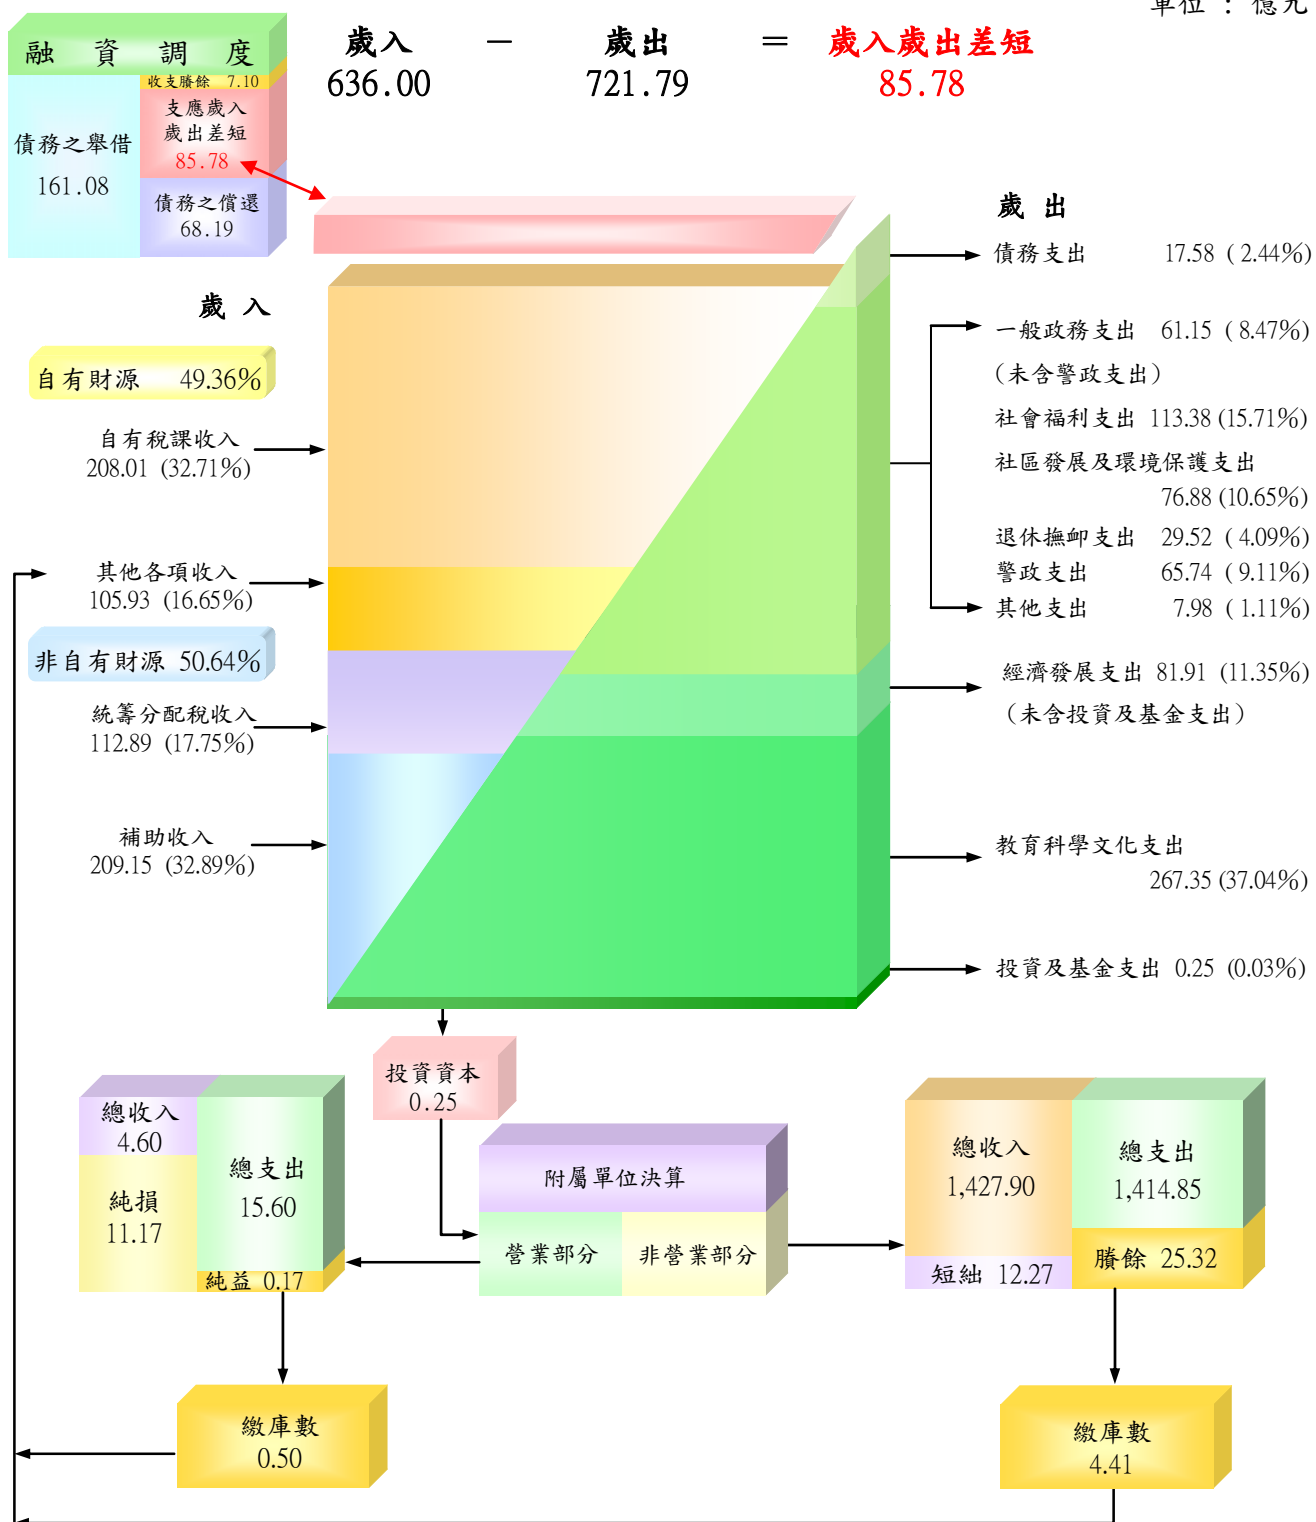 單位 : 億元
融 資 調 度
收支賸餘 7.10
債務之舉借
161.08
支應歲入
歲出差短
85.78
債務之償還
68.19
歲入 － 歲出 ＝ 歲入歲出差短
636.00 721.79 85.78
歲 入
自有財源 49.36%
自有稅課收入
208.01 (32.71%)
其他各項收入
105.93 (16.65%)
非自有財源 50.64%
統籌分配稅收入
112.89 (17.75%)
補助收入
209.15 (32.89%)
歲 出
債務支出 17.58 ( 2.44%)
一般政務支出 61.15 ( 8.47%)
(未含警政支出)
社會福利支出 113.38 (15.71%)
社區發展及環境保護支出
76.88 (10.65%)
退休撫卹支出 29.52 ( 4.09%)
警政支出 65.74 ( 9.11%)
其他支出 7.98 ( 1.11%)
經濟發展支出 81.91 (11.35%)
(未含投資及基金支出)
教育科學文化支出
267.35 (37.04%)
投資及基金支出 0.25 (0.03%)
投資資本
0.25
總收入
4.60
純損
11.17
總支出
15.60
純益 0.17
附屬單位決算
營業部分
非營業部分
總收入
1,427.90
短絀 12.27
總支出
1,414.85
賸餘 25.32
繳庫數
0.50
繳庫數
4.41